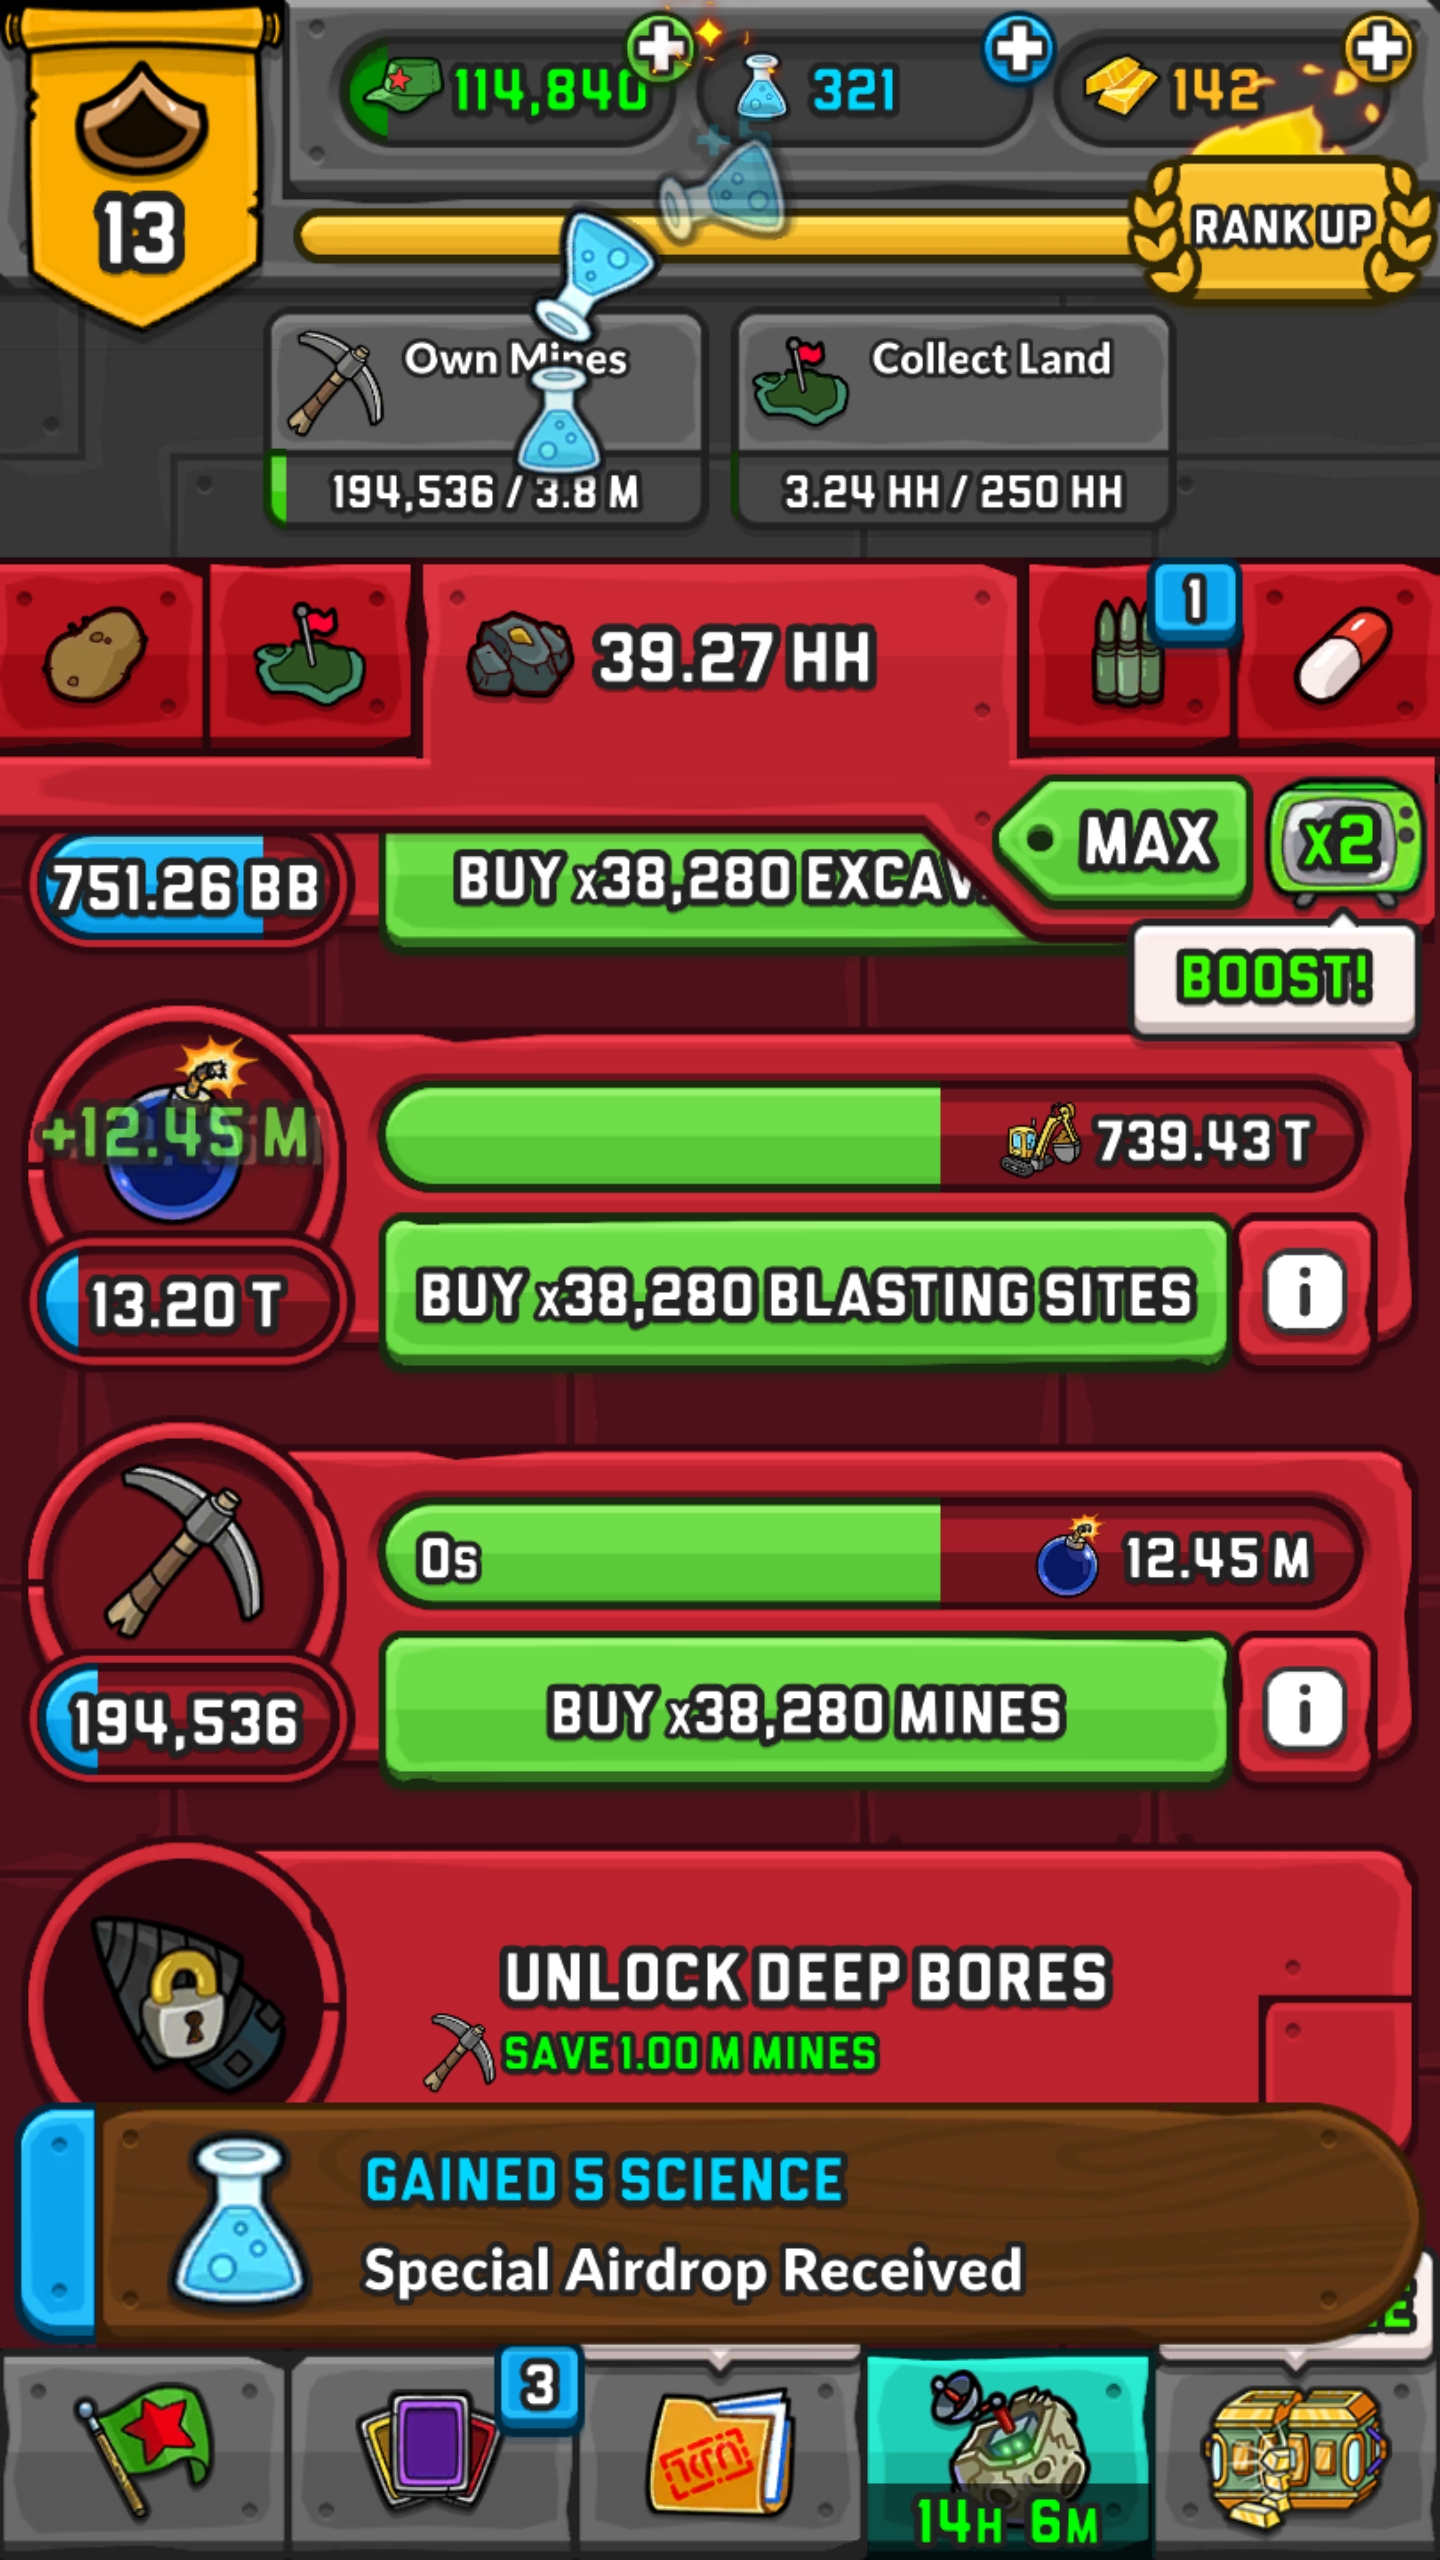 114,840
321
142
+5
13
RANK UP
Own Mines
Collect Land
194,536 / 3.8 M
3.24 HH / 250 HH
39.27 HH
1
MAX
x2
751.26 BB
BUY x38,280 EXCAV
BOOST!
+12.45 M
739.43 T
13.20 T
BUY x38,280 BLASTING SITES
i
0s
12.45 M
194,536
BUY x38,280 MINES
i
UNLOCK DEEP BORES
SAVE 1.00 M MINES
GAINED 5 SCIENCE
Special Airdrop Received
3
14H 6M